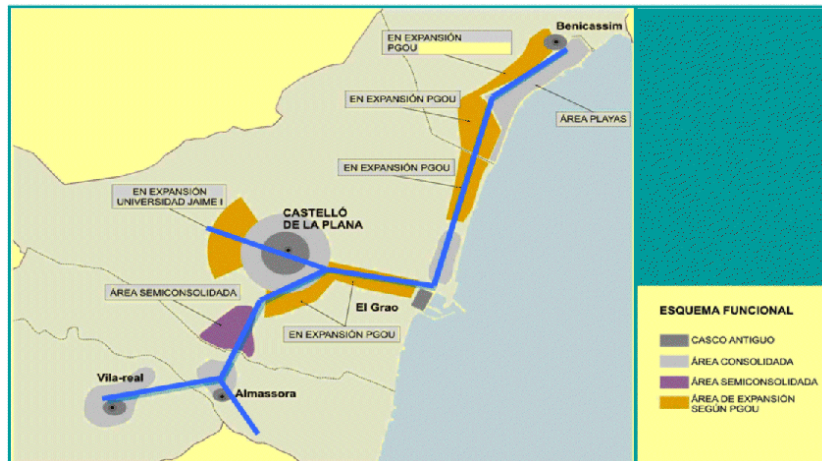 Benicassim
EN EXPANSIÓN
PGOU
EN EXPANSIÓN PGOU
ÁREA PLAYAS
EN EXPANSIÓN PGOU
EN EXPANSIÓN
UNIVERSIDAD JAIME I
CASTELLÓ
DE LA PLANA
ÁREA SEMICONSOLIDADA
El Grao
EN EXPANSIÓN PGOU
Vila-real
Almassora
ESQUEMA FUNCIONAL
CASCO ANTIGUO
ÁREA CONSOLIDADA
ÁREA SEMICONSOLIDADA
ÁREA DE EXPANSIÓN
SEGÚN PGOU